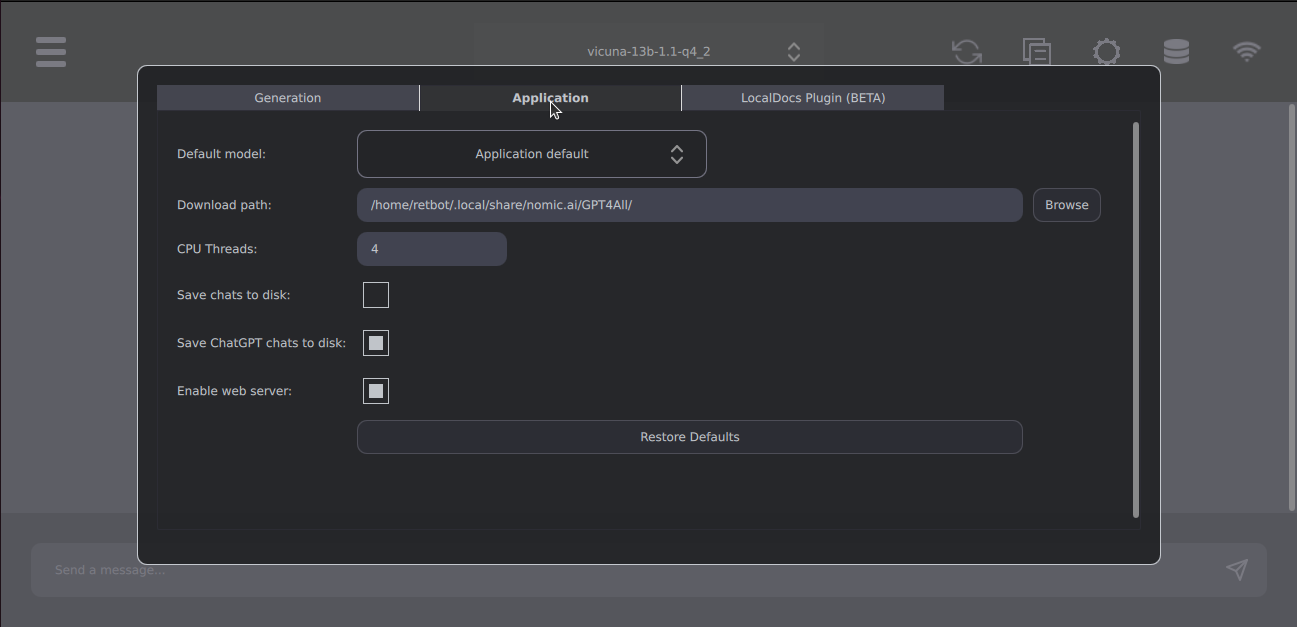 vicuna-13b-1.1-q4_2
Generation
Application
LocalDocs Plugin (BETA)
Default model:
Application default
Download path:
/home/retbot/.local/share/nomic.ai/GPT4All/
Browse
CPU Threads:
4
Save chats to disk:
Save ChatGPT chats to disk:
Enable web server:
Restore Defaults
Send a message...